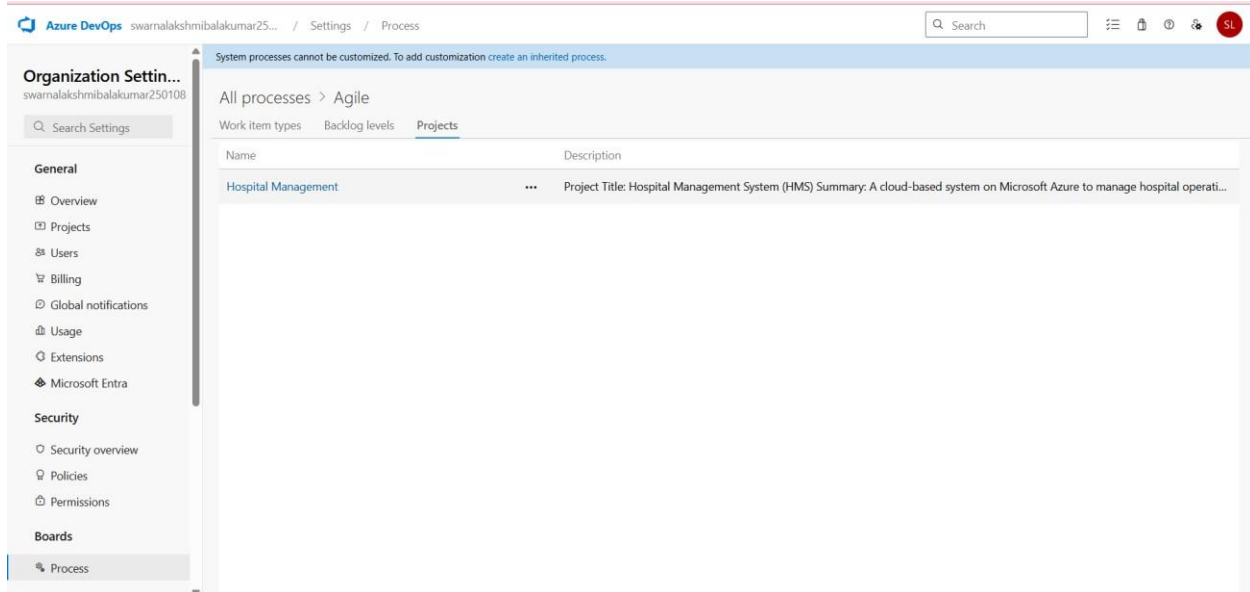 Azure DevOps swarnalakshmibalakumar25... / Settings / Process
Search
SL
Organization Settin...
swarnalakshmibalakumar250108
Search Settings
General
Overview
Projects
Users
Billing
Global notifications
Usage
Extensions
Microsoft Entra
Security
Security overview
Policies
Permissions
Boards
Process
System processes cannot be customized. To add customization create an inherited process.
All processes > Agile
Work item types Backlog levels Projects
Name Description
Hospital Management ... Project Title: Hospital Management System (HMS) Summary: A cloud-based system on Microsoft Azure to manage hospital operati...